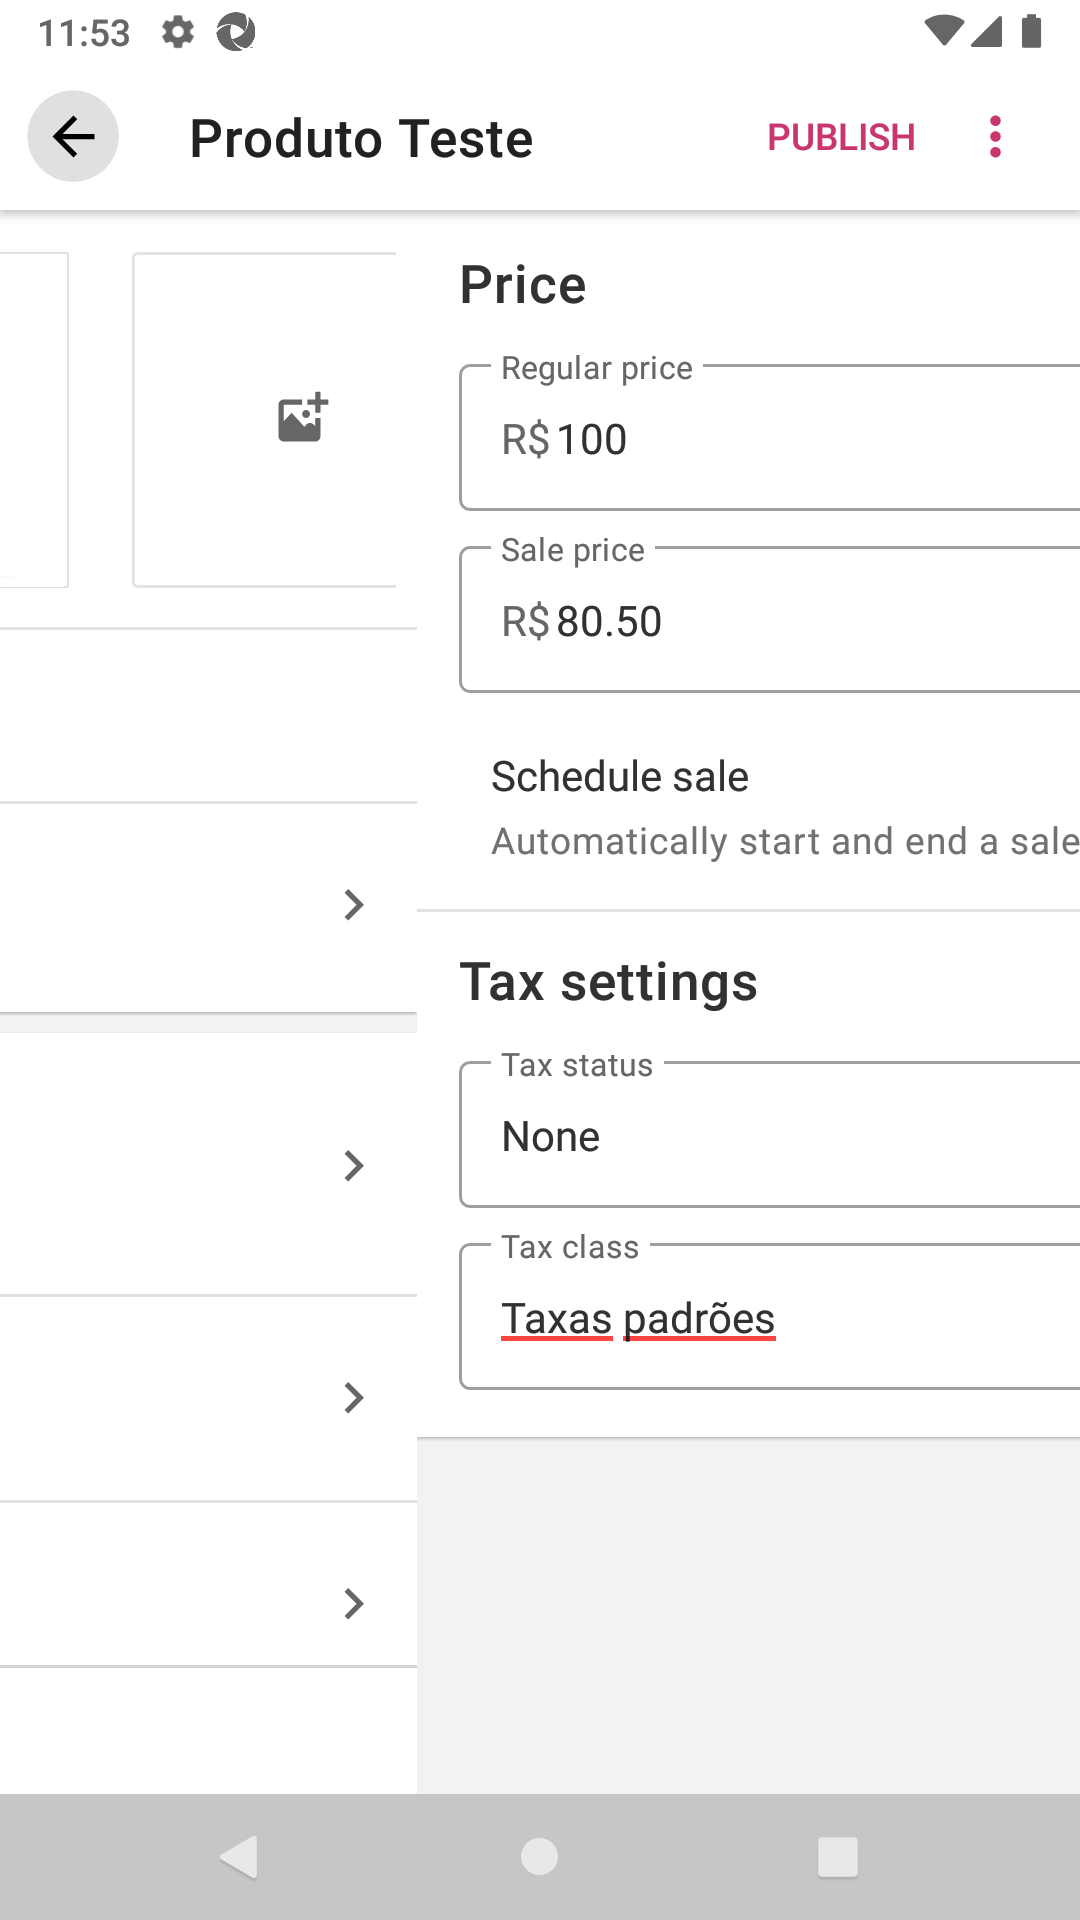 11:53
Produto Teste
PUBLISH
Price
Regular price
R$ 100
Sale price
R$ 80.50
Schedule sale
Automatically start and end a sale
Tax settings
Tax status
None
Tax class
Taxas padrões